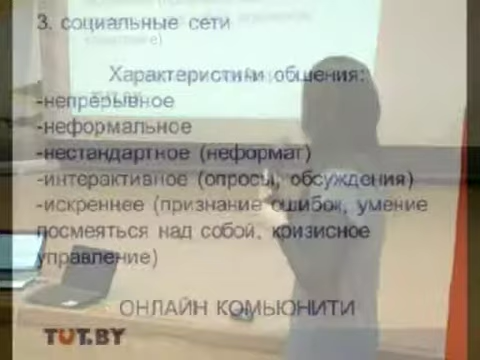 3. социальные сети
Характеристики общения:
-непрерывное
-неформальное
-нестандартное (неформат)
-интерактивное (опросы, обсуждения)
-искреннее (признание ошибок, умение
посмеяться над собой, кризисное
управление)
ОНЛАЙН КОМЬЮНИТИ
TUT.BY